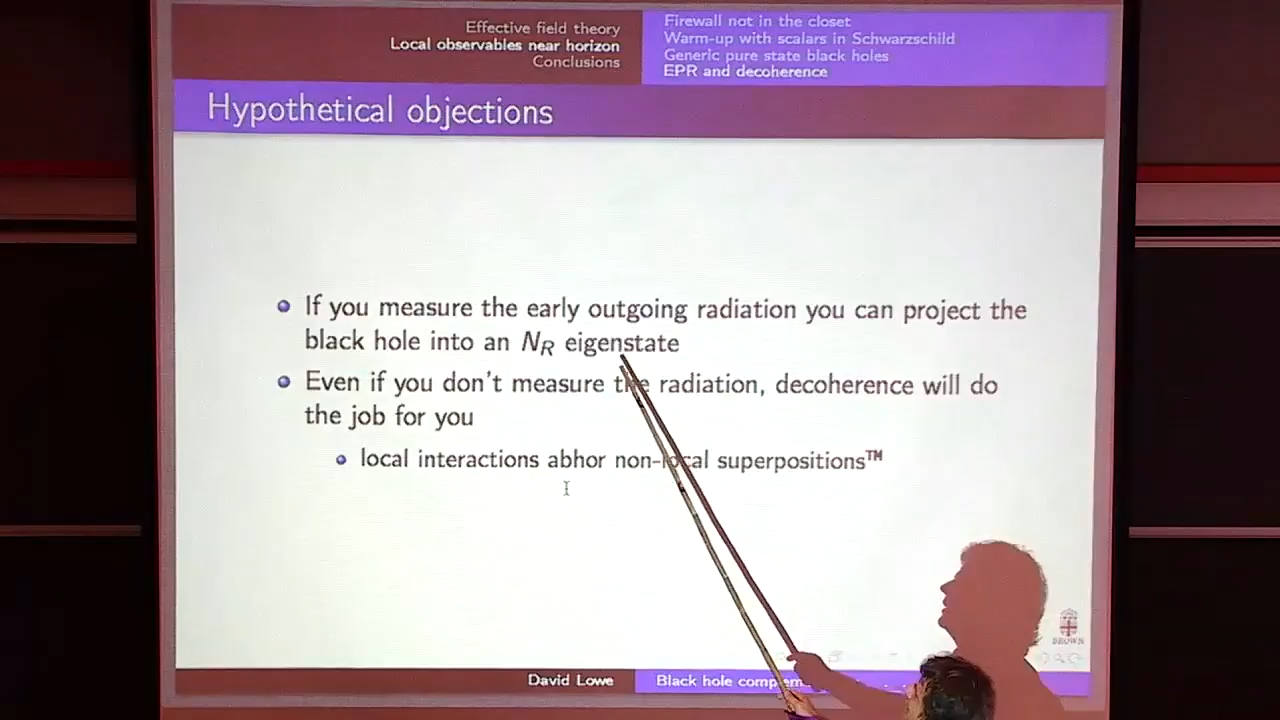 Effective field theory
Local observables near horizon
Conclusions
Firewall not in the closet
Warm-up with scalars in Schwarzschild
Generic pure state black holes
EPR and decoherence
Hypothetical objections
If you measure the early outgoing radiation you can project the
black hole into an N_R eigenstate
Even if you don't measure the radiation, decoherence will do
the job for you
local interactions abhor non-local superpositions™
BROWN
David Lowe
Black hole